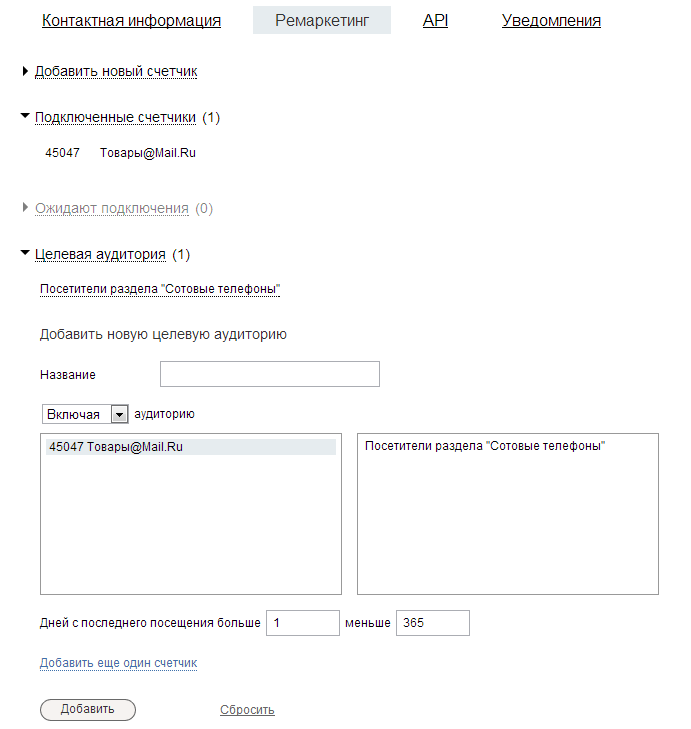 Контактная информация Ремаркетинг API Уведомления
Добавить новый счетчик
Подключенные счетчики (1)
45047 Товары@Mail.Ru
Ожидают подключения (0)
Целевая аудитория (1)
Посетители раздела "Сотовые телефоны"
Добавить новую целевую аудиторию
Название
Включая аудиторию
45047 Товары@Mail.Ru Посетители раздела "Сотовые телефоны"
Дней с последнего посещения больше 1 меньше 365
Добавить еще один счетчик
Добавить Сбросить